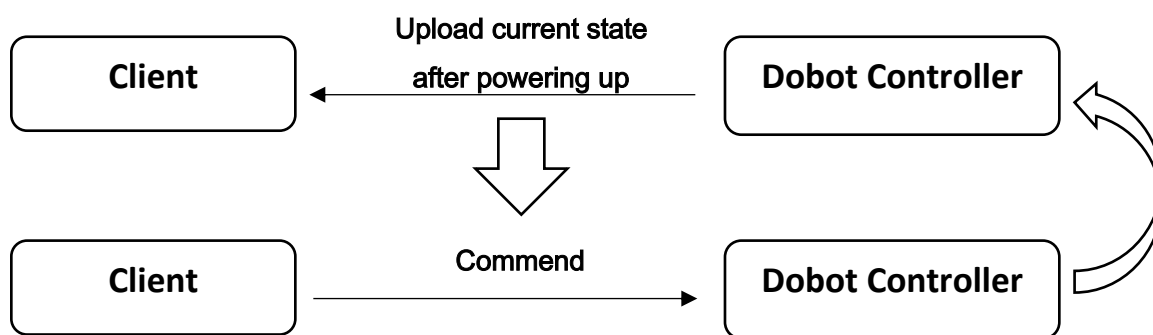 Client
Upload current state
after powering up
Dobot Controller
Client
Commend
Dobot Controller